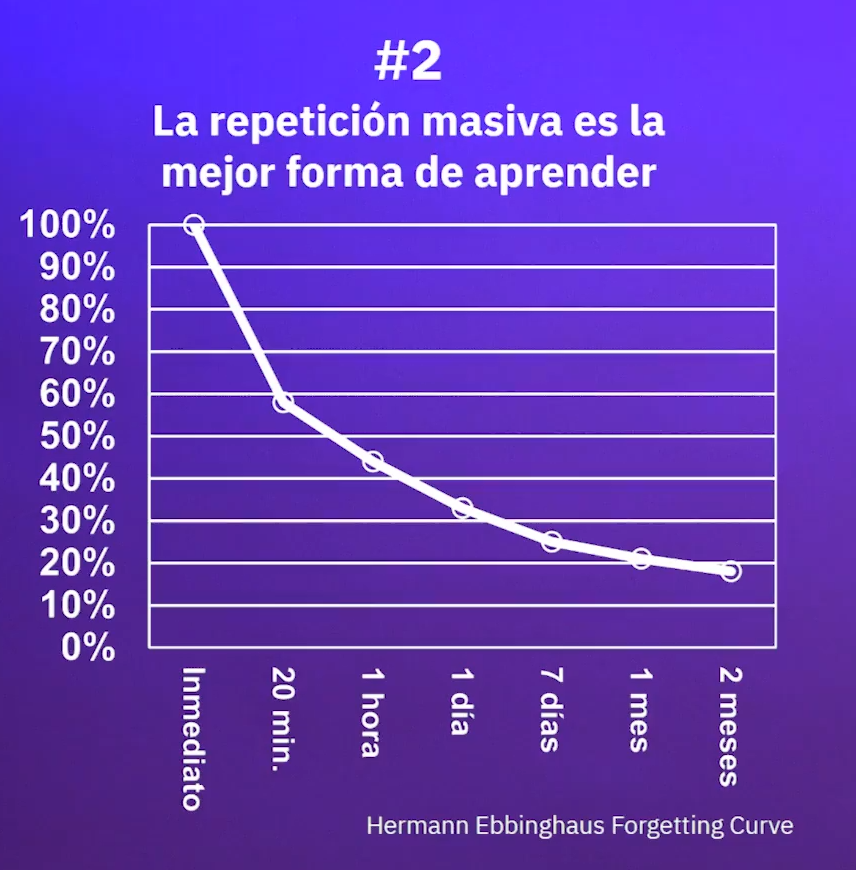 #2
La repetición masiva es la
mejor forma de aprender
100%
90%
80%
70%
60%
50%
40%
30%
20%
10%
0%
Inmediato
20 min.
1 hora
1 día
7 días
1 mes
2 meses
Hermann Ebbinghaus Forgetting Curve